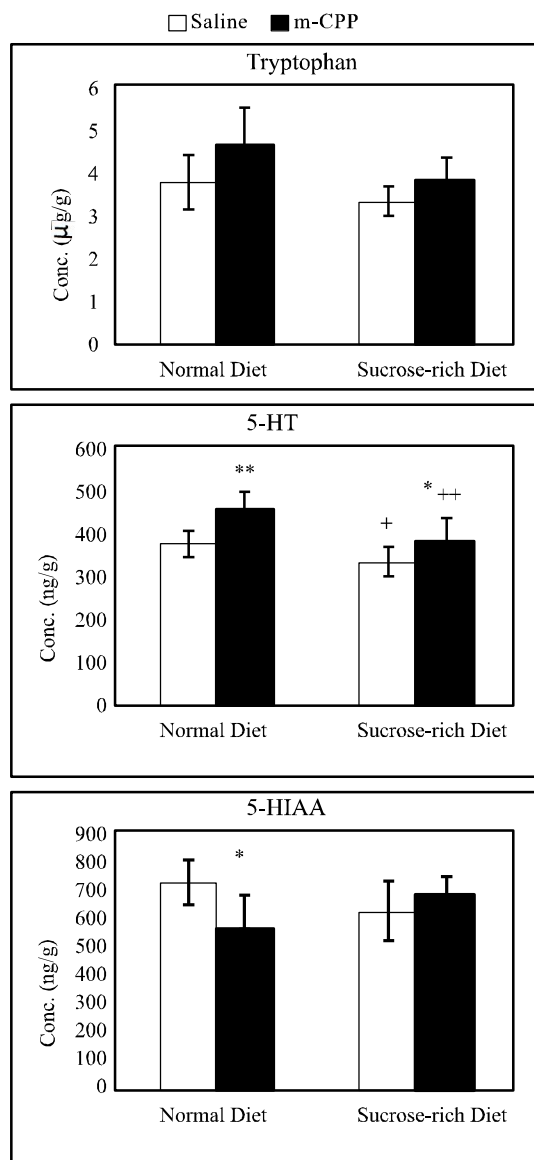 Saline m-CPP
Tryptophan
6
5
4
3
2
1
0
Conc. (μg/g)
Normal Diet Sucrose-rich Diet
5-HT
600
500
400
300
200
100
0
Conc. (ng/g)
**
+
* ++
Normal Diet Sucrose-rich Diet
5-HIAA
900
800
700
600
500
400
300
200
100
0
Conc. (ng/g)
*
Normal Diet Sucrose-rich Diet